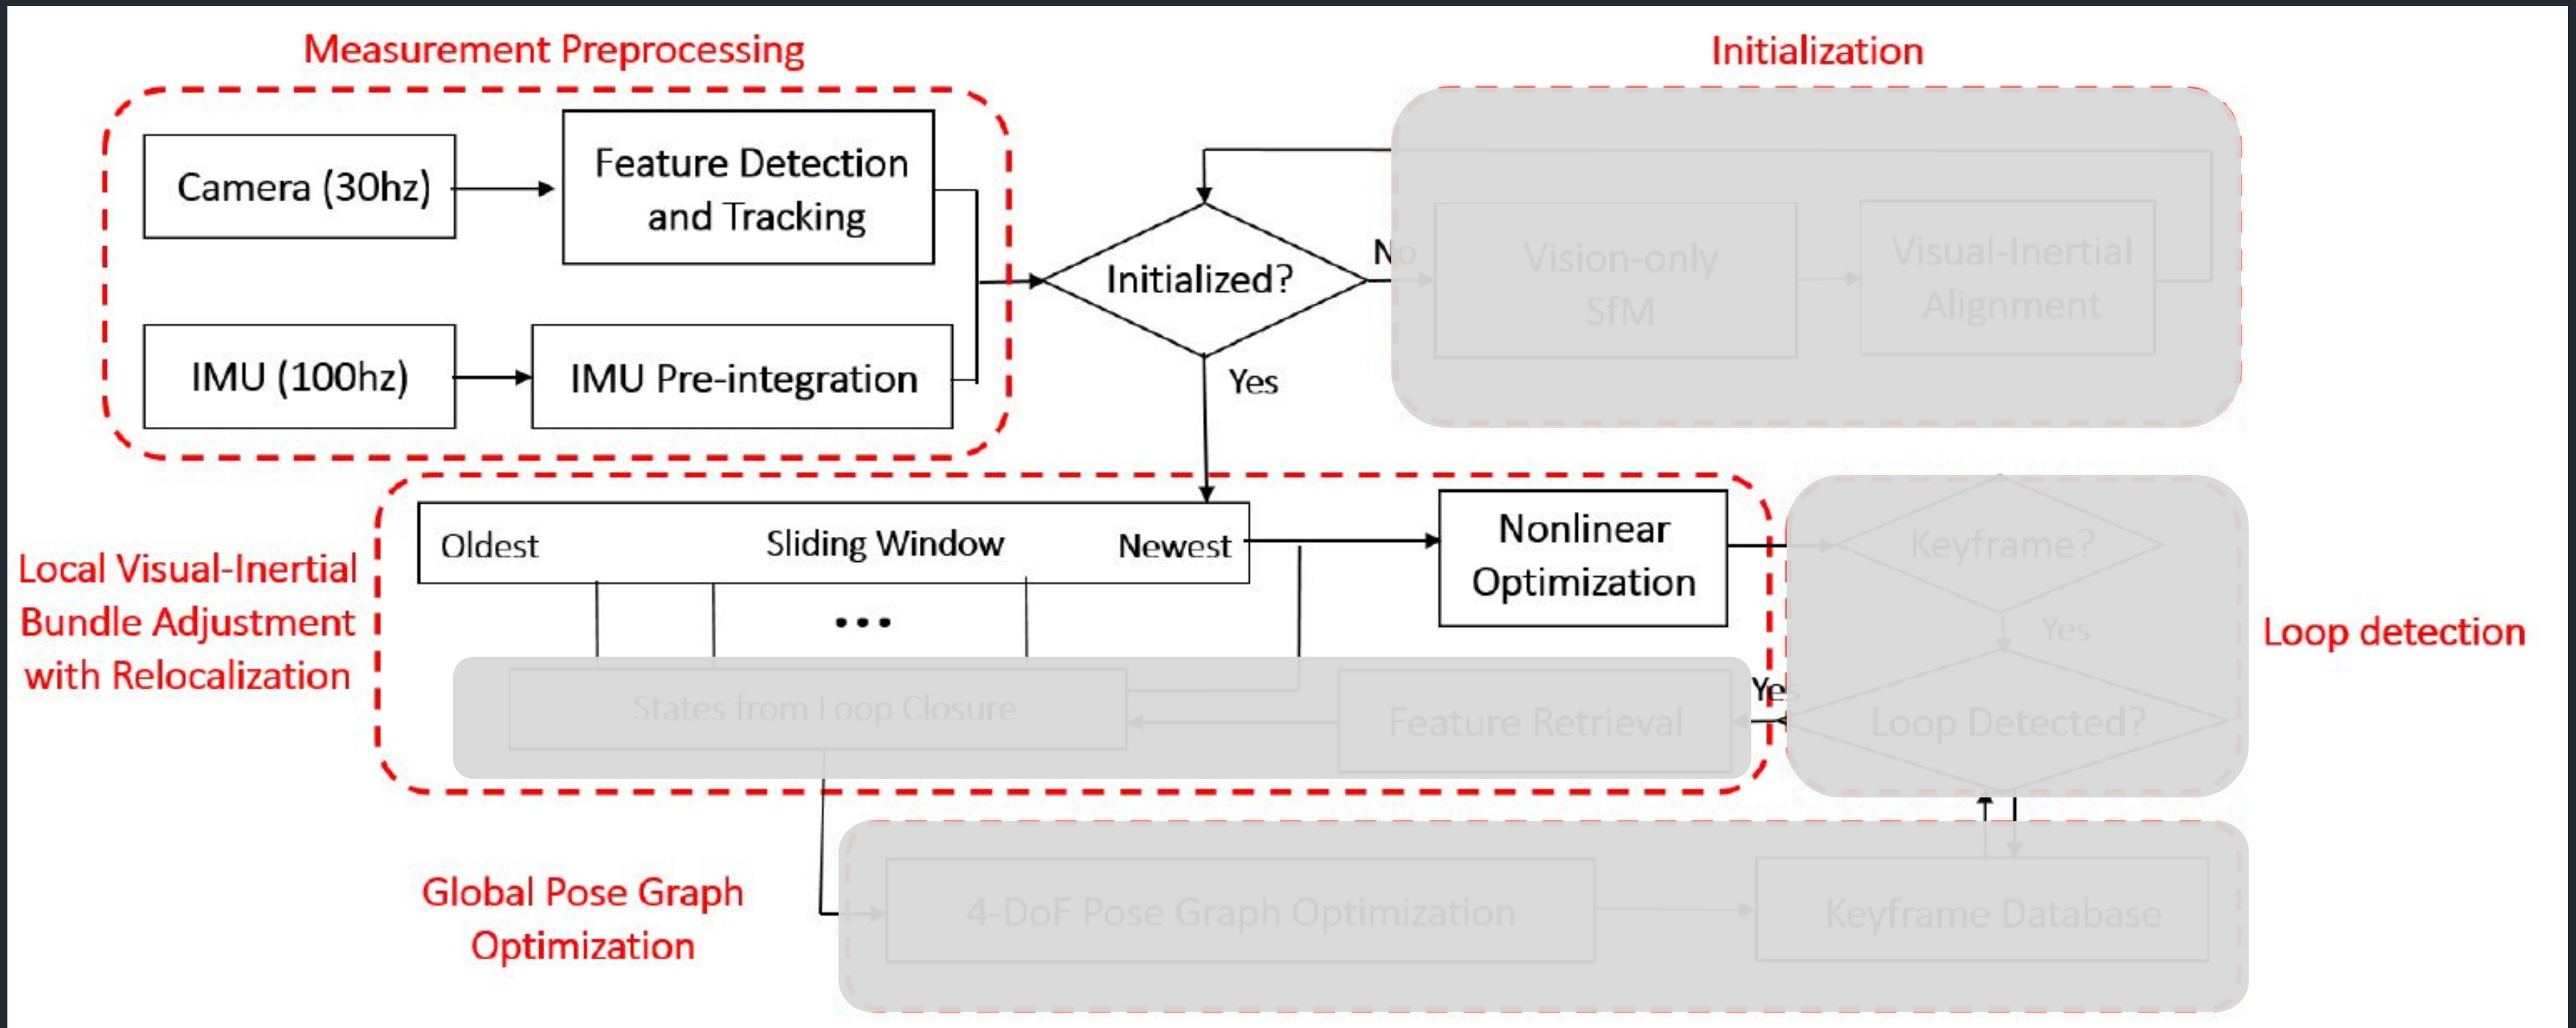 Measurement Preprocessing
Initialization
Camera (30hz)
Feature Detection
and Tracking
IMU (100hz)
IMU Pre-integration
Initialized?
No
Yes
Vision-only
SfM
Visual-Inertial
Alignment
Local Visual-Inertial
Bundle Adjustment
with Relocalization
Oldest
Sliding Window
Newest
...
Nonlinear
Optimization
States from Loop Closure
Feature Retrieval
Yes
Keyframe?
Yes
Loop Detected?
Loop detection
Global Pose Graph
Optimization
4-DoF Pose Graph Optimization
Keyframe Database